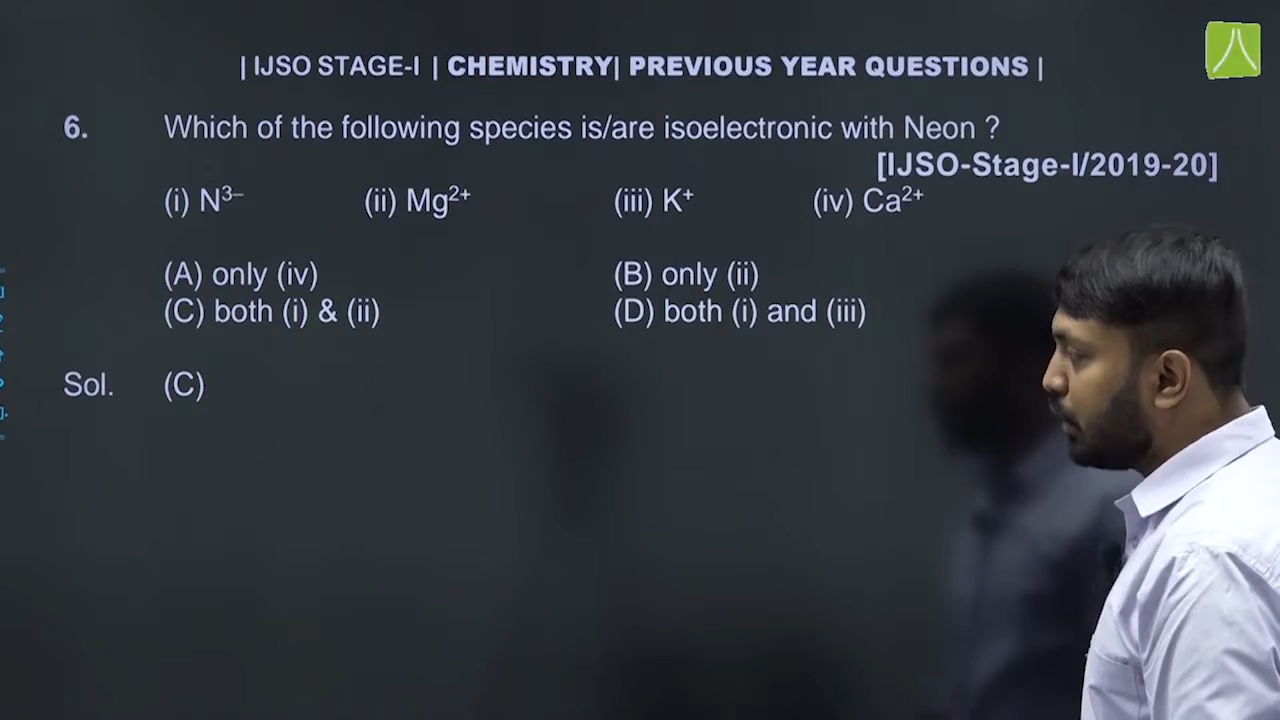 | IJSO STAGE-I | CHEMISTRY| PREVIOUS YEAR QUESTIONS |
6. Which of the following species is/are isoelectronic with Neon ?
[IJSO-Stage-I/2019-20]
(i) N³⁻ (ii) Mg²⁺ (iii) K⁺ (iv) Ca²⁺
(A) only (iv) (B) only (ii)
(C) both (i) & (ii) (D) both (i) and (iii)
Sol. (C)